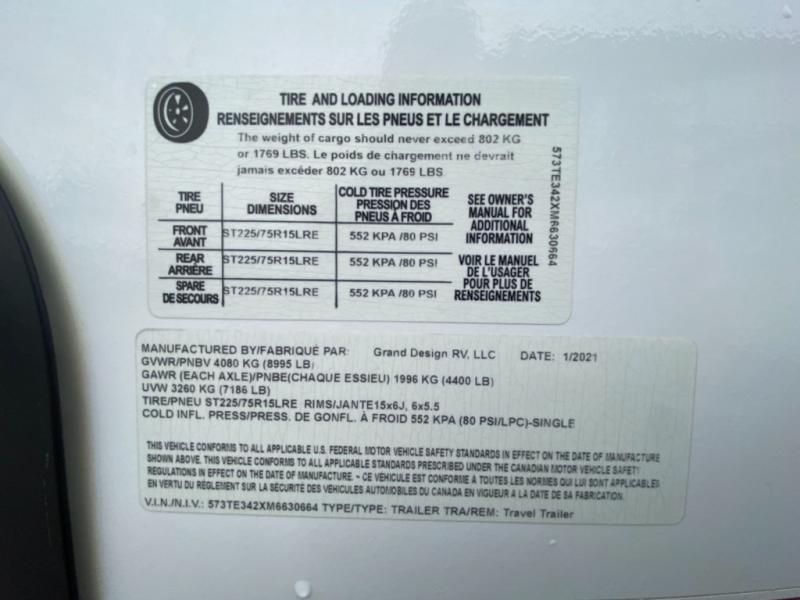 TIRE AND LOADING INFORMATION
RENSEIGNEMENTS SUR LES PNEUS ET LE CHARGEMENT
The weight of cargo should never exceed 802 KG
or 1769 LBS. Le poids de chargement ne devrait
jamais excéder 802 KG ou 1769 LBS.
TIRE PNEU SIZE DIMENSIONS COLD TIRE PRESSURE PRESSION DES PNEUS À FROID
FRONT AVANT ST225/75R15LRE 552 KPA /80 PSI
REAR ARRIÈRE ST225/75R15LRE 552 KPA /80 PSI
SPARE DE SECOURS ST225/75R15LRE 552 KPA /80 PSI
SEE OWNER'S
MANUAL FOR
ADDITIONAL
INFORMATION
VOIR LE MANUEL
DE L'USAGER
POUR PLUS DE
RENSEIGNEMENTS
573TE342XM6630664
MANUFACTURED BY/FABRIQUÉ PAR: Grand Design RV, LLC DATE: 1/2021
GVWR/PNBV 4080 KG (8995 LB)
GAWR (EACH AXLE)/PNBE(CHAQUE ESSIEU) 1996 KG (4400 LB)
UVW 3260 KG (7186 LB)
TIRE/PNEU ST225/75R15LRE RIMS/JANTE15x6J, 6x5.5
COLD INFL. PRESS/PRESS. DE GONFL. À FROID 552 KPA (80 PSI/LPC)-SINGLE
THIS VEHICLE CONFORMS TO ALL APPLICABLE U.S. FEDERAL MOTOR VEHICLE SAFETY STANDARDS IN EFFECT ON THE DATE OF MANUFACTURE
SHOWN ABOVE. THIS VEHICLE CONFORMS TO ALL APPLICABLE STANDARDS PRESCRIBED UNDER THE CANADIAN MOTOR VEHICLE SAFETY
REGULATIONS IN EFFECT ON THE DATE OF MANUFACTURE. - CE VÉHICULE EST CONFORME À TOUTES LES NORMES QUI LUI SONT APPLICABLES
EN VERTU DU RÈGLEMENT SUR LA SÉCURITÉ DES VÉHICULES AUTOMOBILES DU CANADA EN VIGUEUR À LA DATE DE SA FABRICATION.
V.I.N./N.I.V.: 573TE342XM6630664 TYPE/TYPE: TRAILER TRA/REM: Travel Trailer